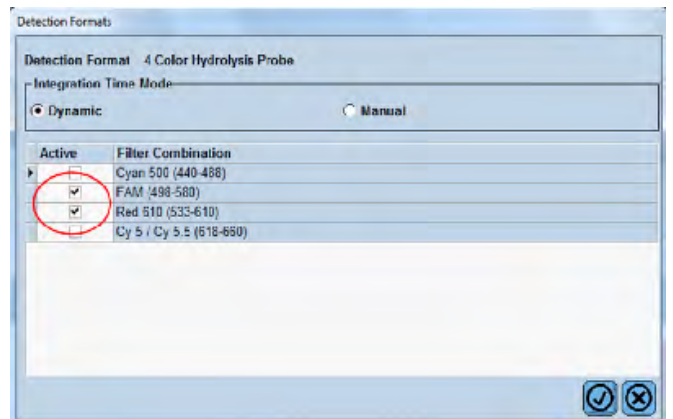 Detection Formats
Detection Format 4 Color Hydrolysis Probe
Integration Time Mode
Dynamic Manual
Active Filter Combination
Cyan 500 (440-488)
FAM (498-580)
Red 610 (533-610)
Cy 5 / Cy 5.5 (618-660)